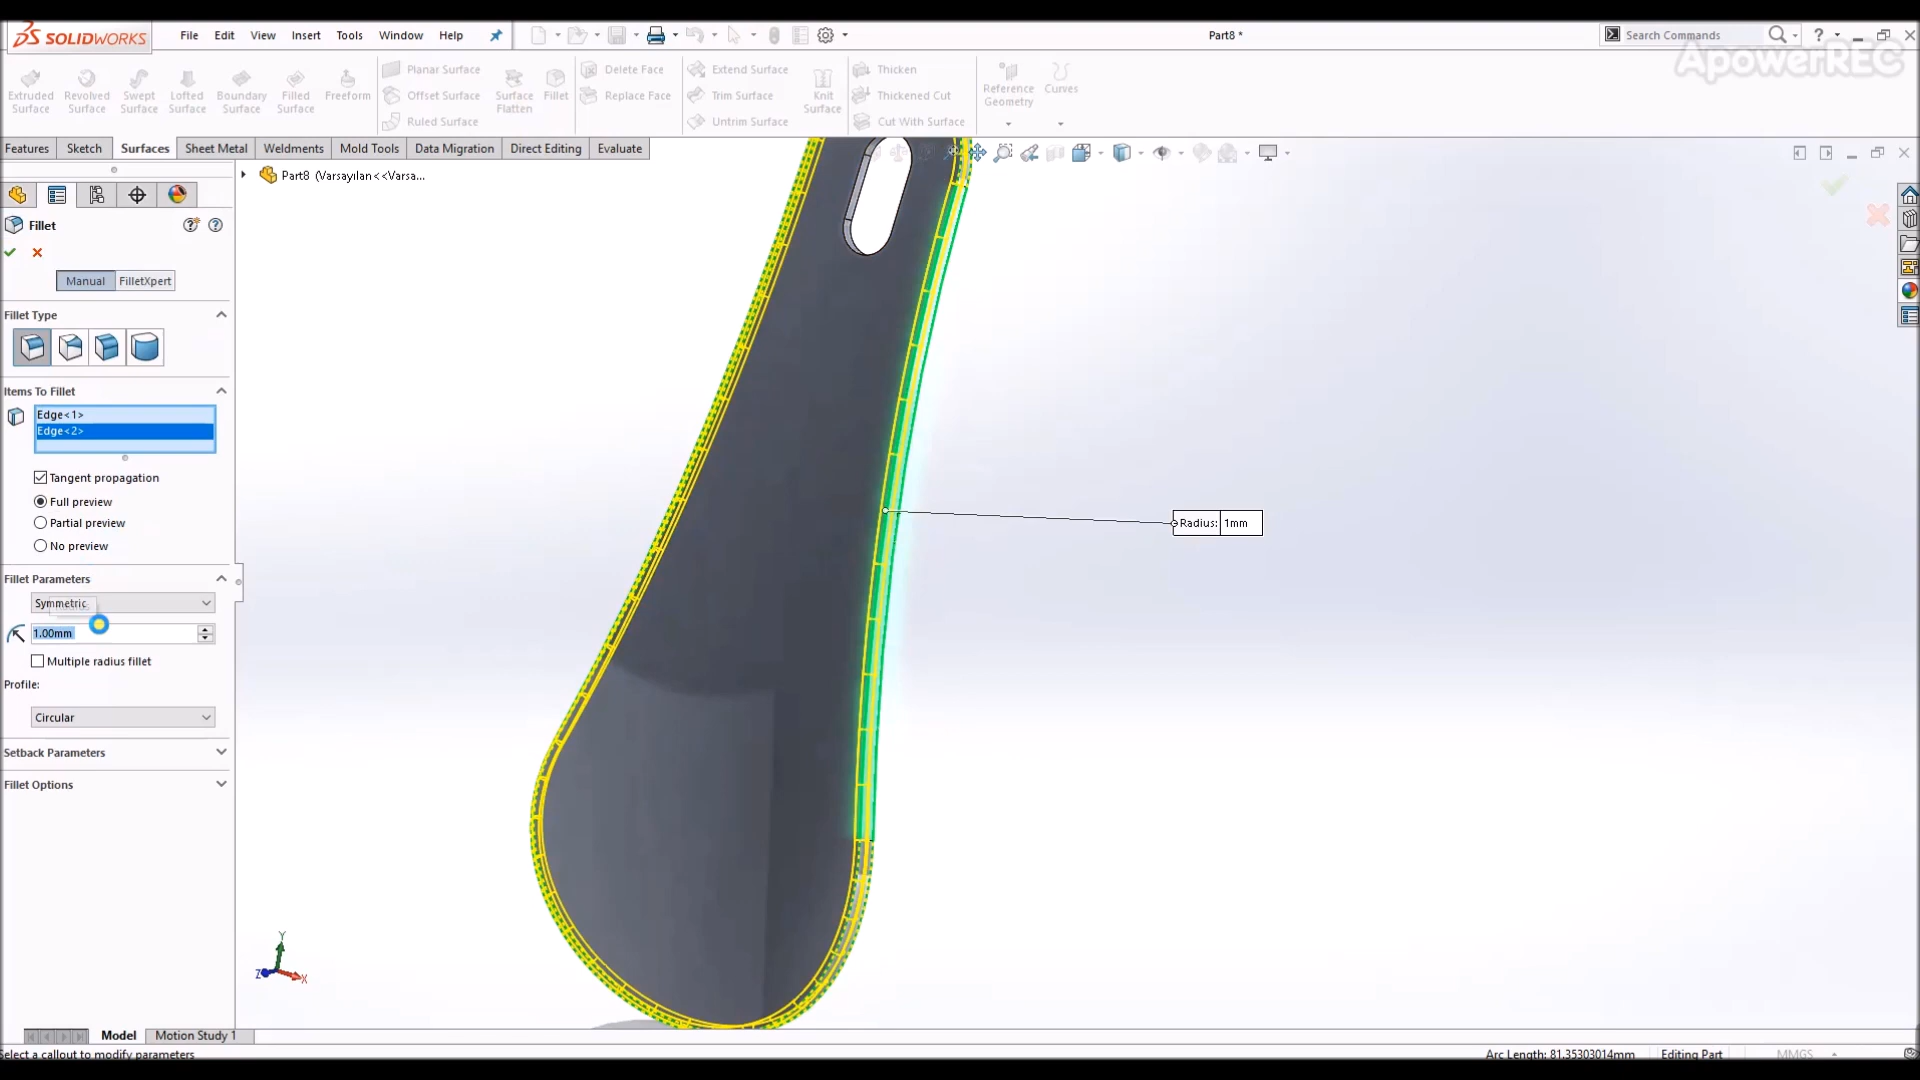 SOLIDWORKS File Edit View Insert Tools Window Help Part8 * Search Commands ?
ApowerREC
Extruded Surface
Revolved Surface
Swept Surface
Lofted Surface
Boundary Surface
Filled Surface
Freeform
Planar Surface
Offset Surface
Ruled Surface
Surface Flatten
Fillet
Delete Face
Replace Face
Extend Surface
Trim Surface
Untrim Surface
Knit Surface
Thicken
Thickened Cut
Cut With Surface
Reference Geometry
Curves
Features Sketch Surfaces Sheet Metal Weldments Mold Tools Data Migration Direct Editing Evaluate
Part8 (Varsayılan<<Varsa...
Fillet
Manual FilletXpert
Fillet Type
Items To Fillet
Edge<1>
Edge<2>
Tangent propagation
Full preview
Partial preview
No preview
Radius: 1mm
Fillet Parameters
Symmetric
1.00mm
Multiple radius fillet
Profile:
Circular
Setback Parameters
Fillet Options
Y
Z X
Model Motion Study 1
Select a callout to modify parameters Arc Length: 81.35303014mm Editing Part MMGS